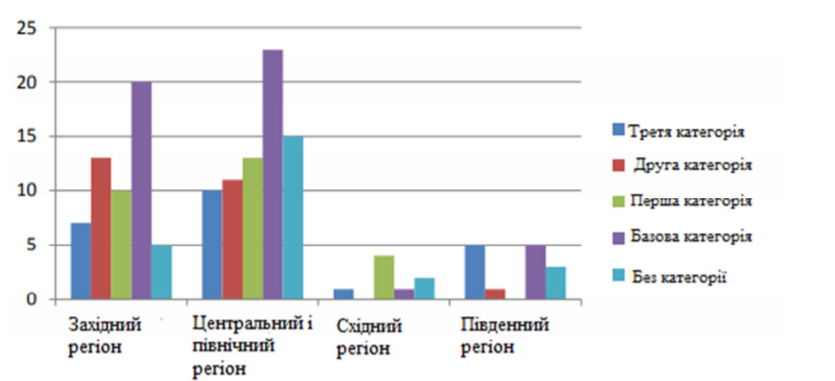 25
20
15
10
5
0
Західний
регіон
Центральний і
північний
регіон
Східний
регіон
Південний
регіон
Третя категорія
Друга категорія
Перша категорія
Базова категорія
Без категорії